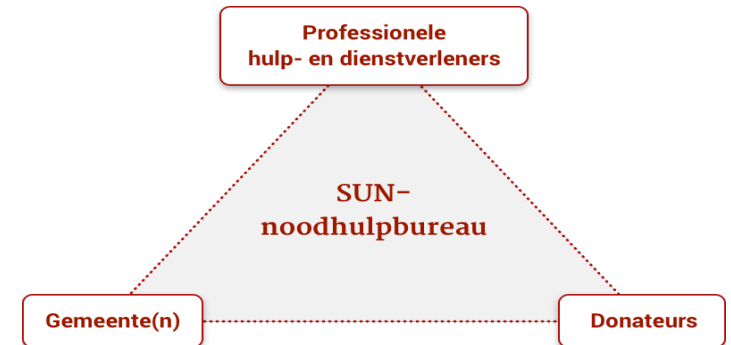 Professionele
hulp- en dienstverleners
SUN-
noodhulpbureau
Gemeente(n)
Donateurs